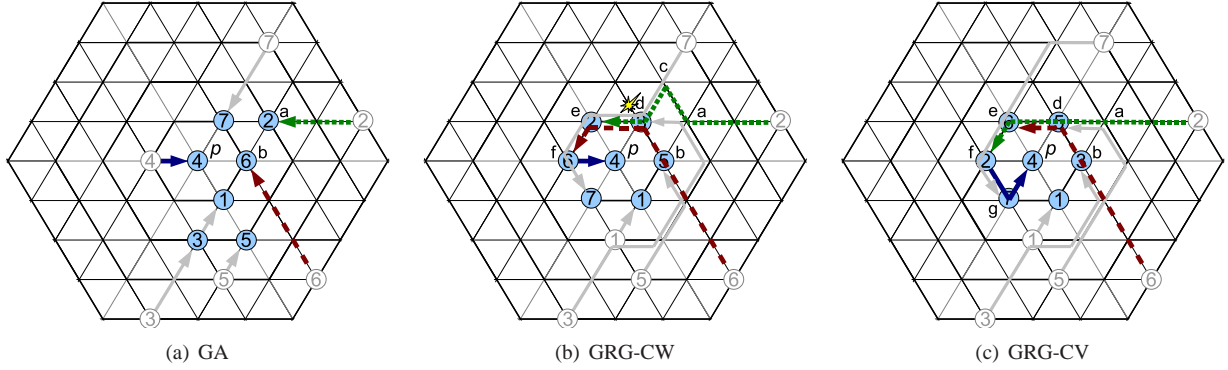 7
7 2 a 2
4 4 p 6 b
1
3 5
5 6
3
(a) GA
7
c
e 2 d a 2
f 6 4 p 5 b
7 1
1
5 6
3
(b) GRG-CW
7
e d 5 a 2
f 2 4 p 3 b
g 1
1
5 6
3
(c) GRG-CV